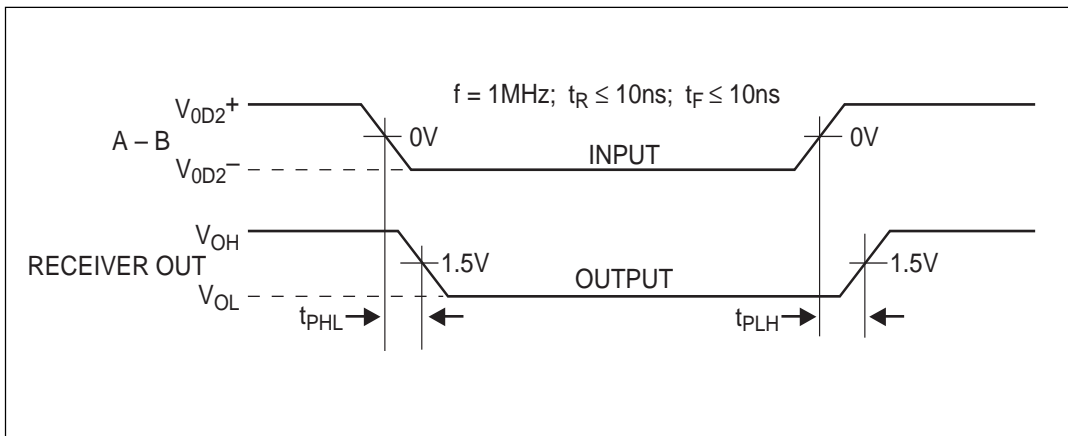 f = 1MHz; tR ≤ 10ns; tF ≤ 10ns
V0D2+
A – B
0V
0V
V0D2–
INPUT
VOH
RECEIVER OUT
1.5V
1.5V
OUTPUT
VOL
tPHL
tPLH